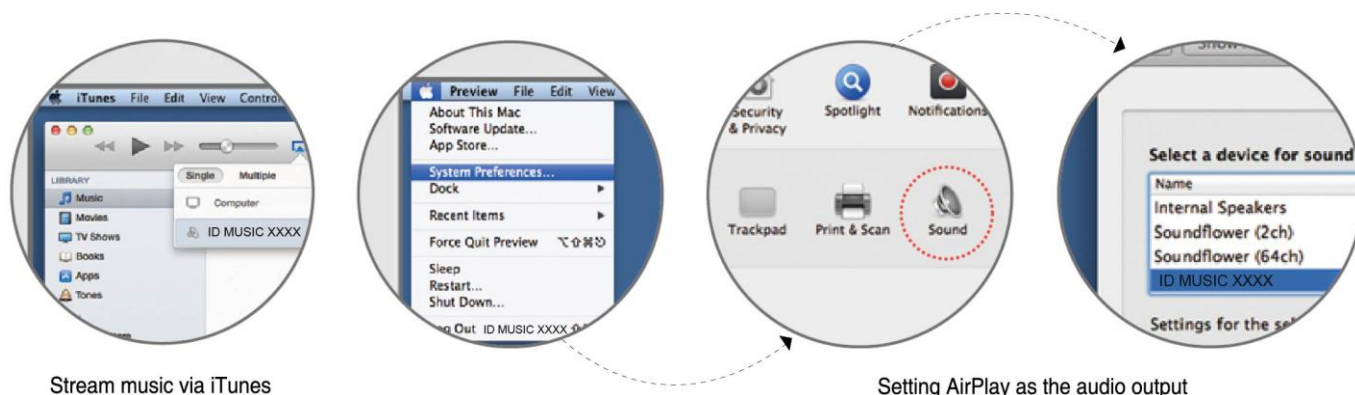 iTunes File Edit View
Single Multiple
LIBRARY
Music
Computer
Movies
ID MUSIC XXXX
TV Shows
Books
Apps
Tones
Stream music via iTunes
Preview File Edit View
About This Mac
Software Update...
App Store...
System Preferences...
Dock
Recent Items
Force Quit Preview ⌥⇧⌘⎋
Sleep
Restart...
Shut Down...
Out ID MUSIC XXXX
Security
& Privacy
Spotlight
Notifications
Trackpad
Print & Scan
Sound
Select a device for sound
Name
Internal Speakers
Soundflower (2ch)
Soundflower (64ch)
ID MUSIC XXXX
Settings for the
Setting AirPlay as the audio output